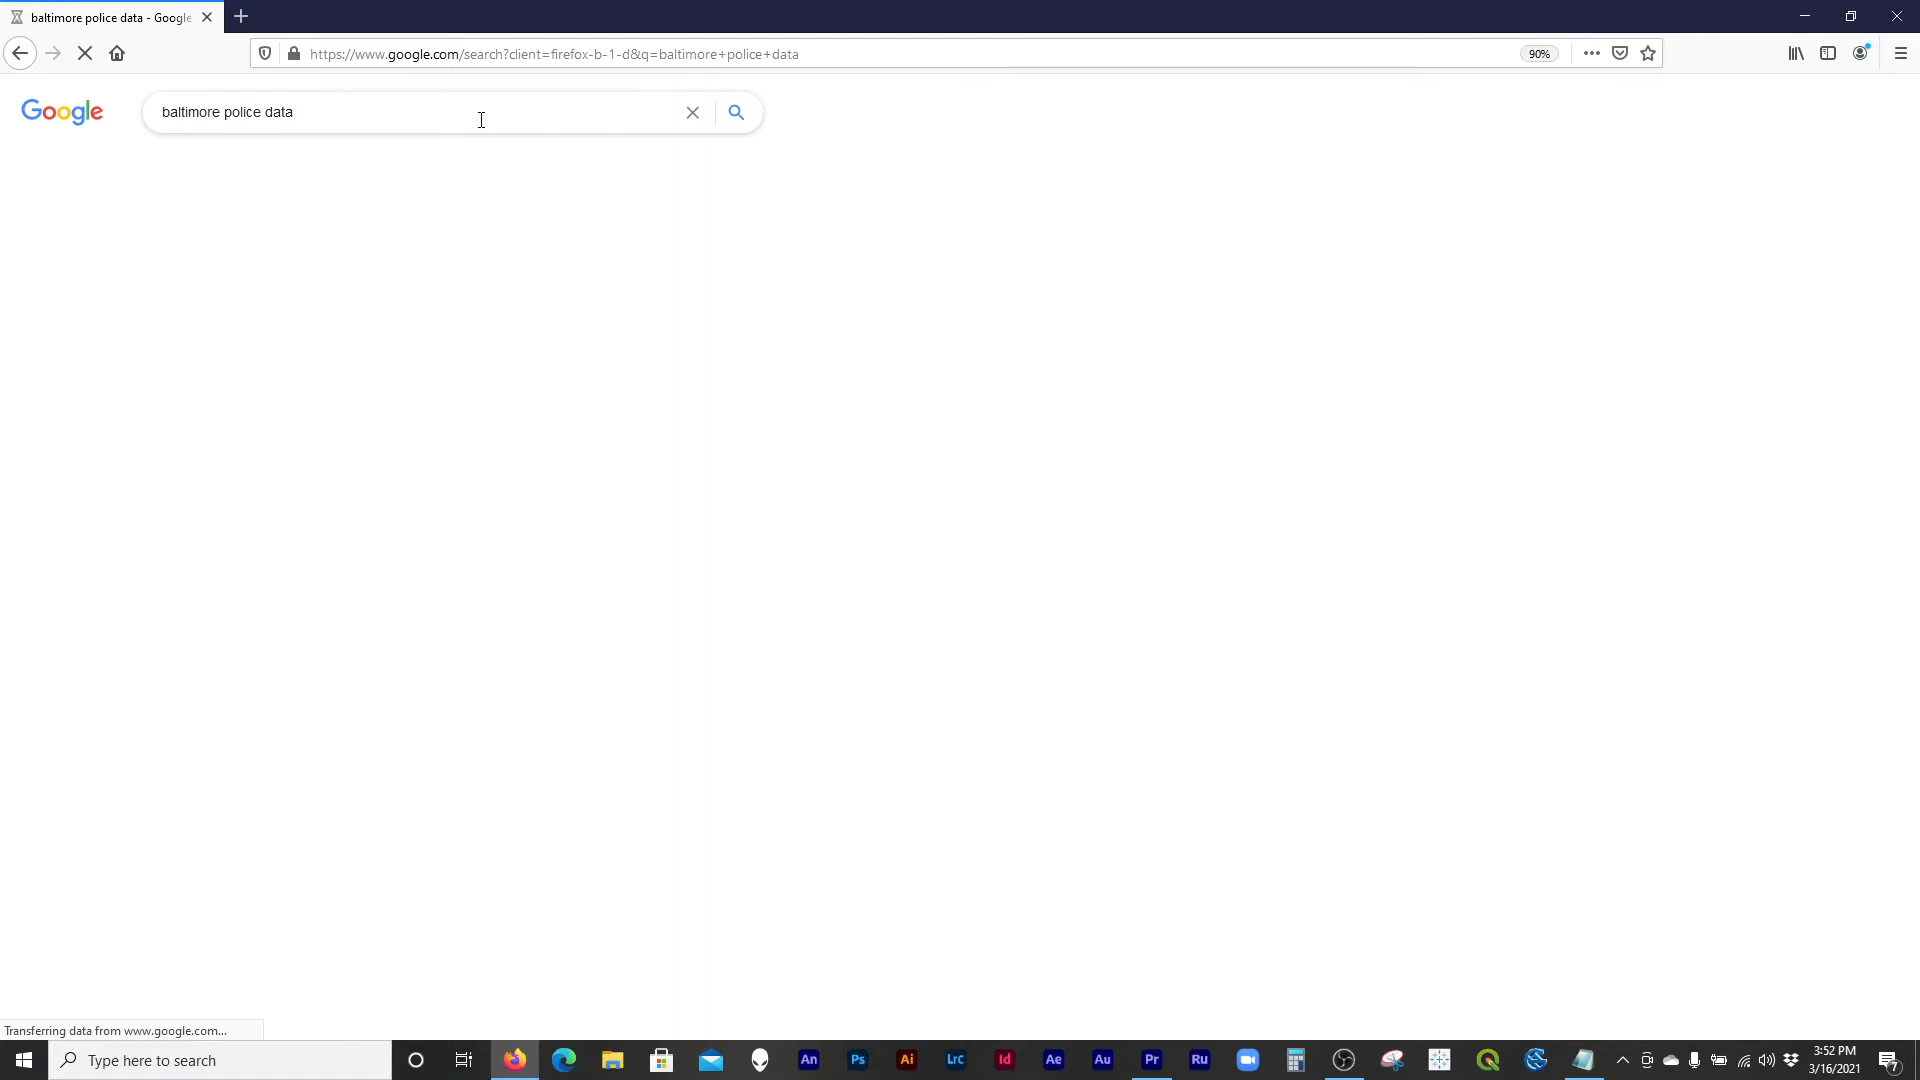 baltimore police data - Google
https://www.google.com/search?client=firefox-b-1-d&q=baltimore+police+data
90%
Google
baltimore police data
Transferring data from www.google.com...
Type here to search
An
Ps
Ai
LrC
Id
Ae
Au
Pr
Ru
3:52 PM
3/16/2021
7